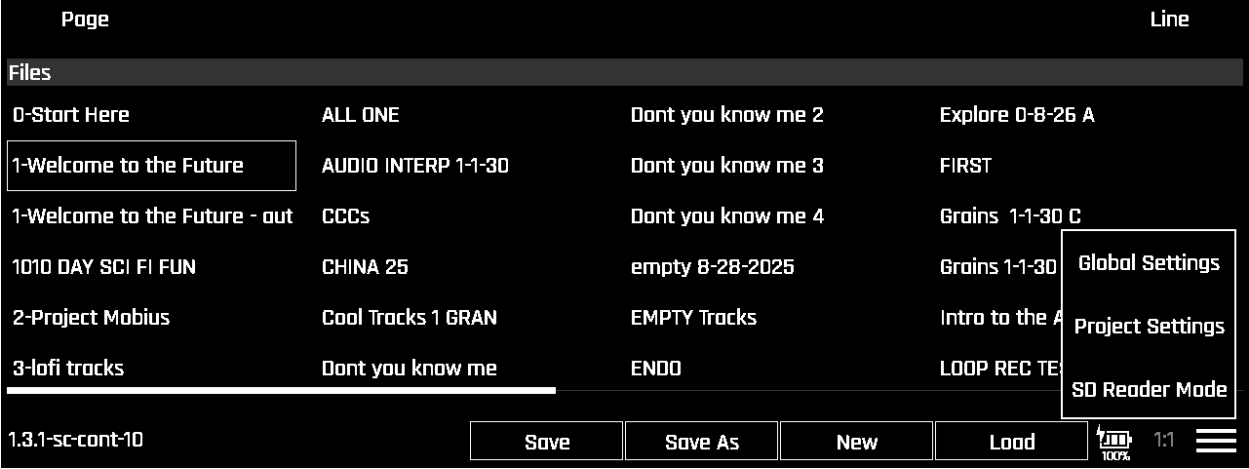 Page Line
Files
0-Start Here ALL ONE Dont you know me 2 Explore 0-8-26 A
1-Welcome to the Future AUDIO INTERP 1-1-30 Dont you know me 3 FIRST
1-Welcome to the Future - out CCCs Dont you know me 4 Grains 1-1-30 C
1010 DAY SCI FI FUN CHINA 25 empty 8-28-2025 Grains 1-1-30 Global Settings
2-Project Mobius Cool Tracks 1 GRAN EMPTY Tracks Intro to the Project Settings
3-lofi tracks Dont you know me ENDO LOOP REC SD Reader Mode
1.3.1-sc-cont-10 Save Save As New Load 100% 1:1